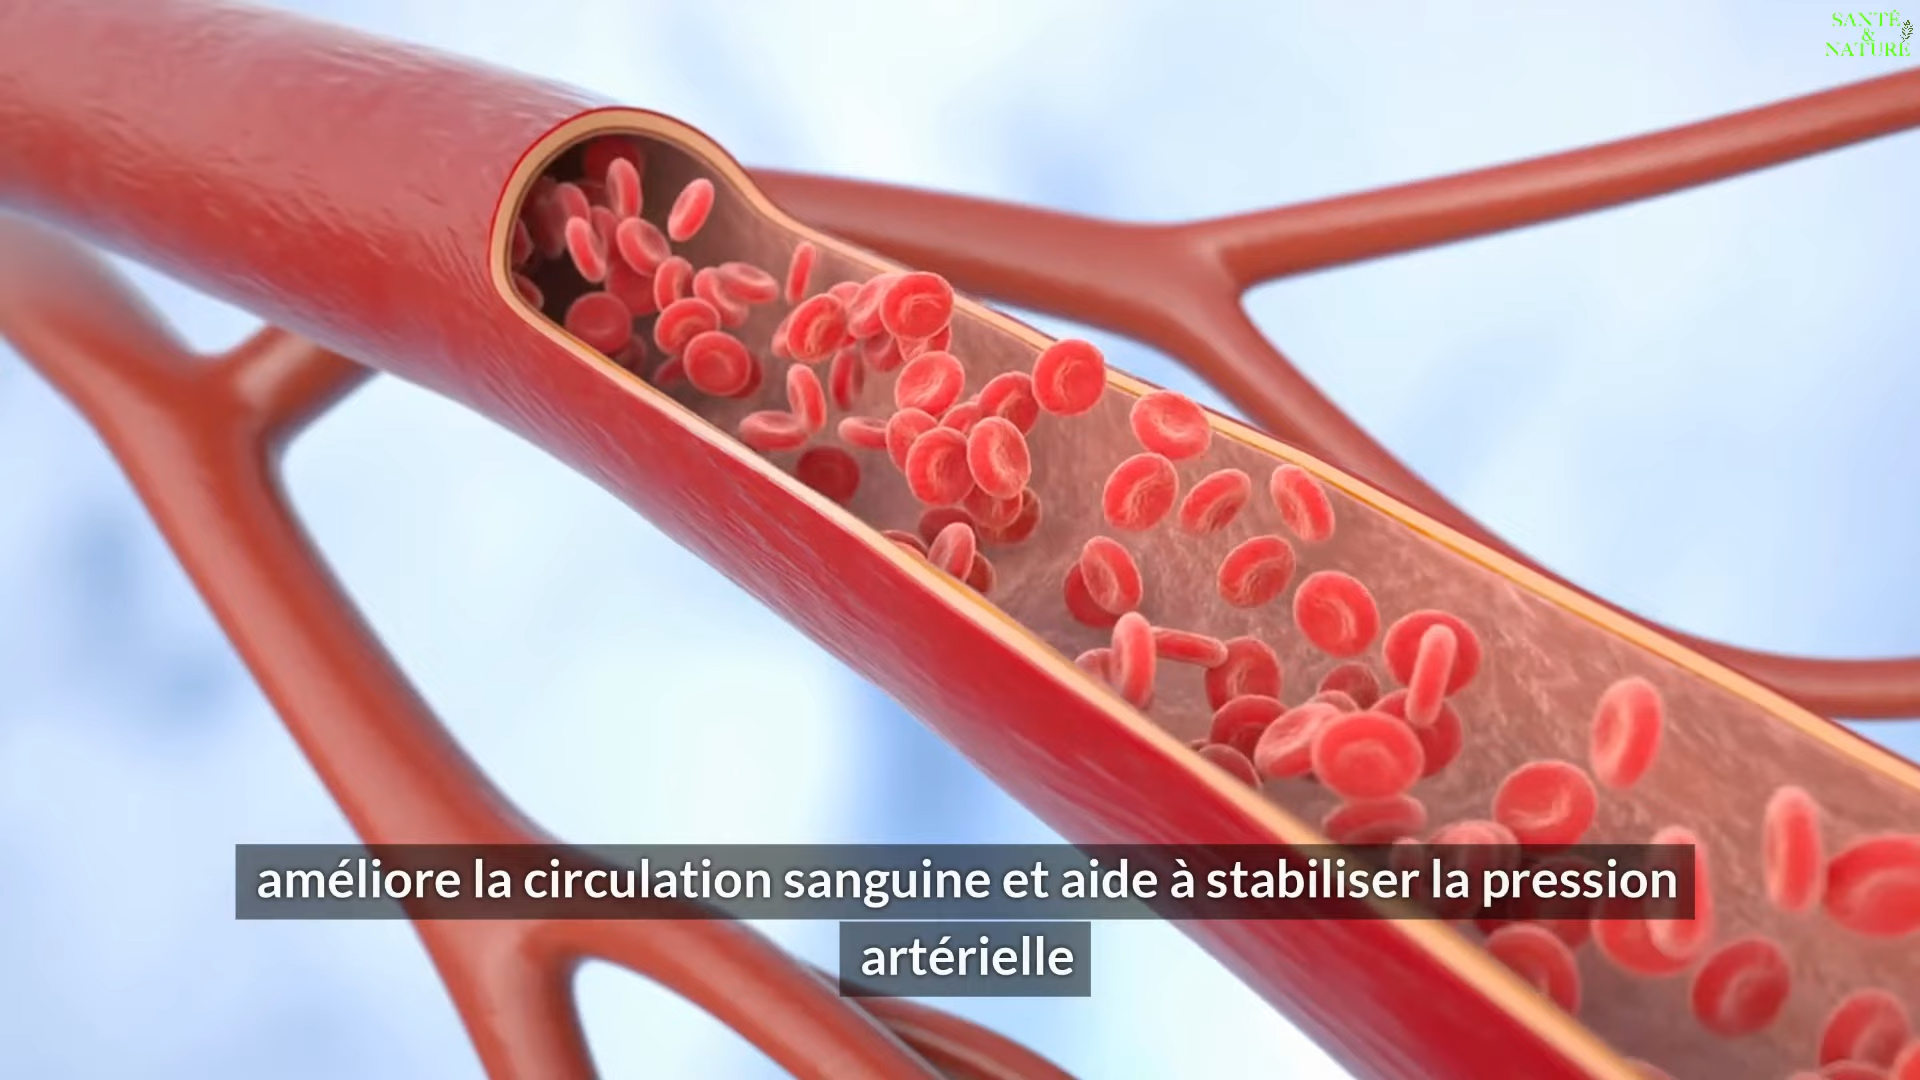 SANTÉ
&
NATURE
améliore la circulation sanguine et aide à stabiliser la pression
artérielle